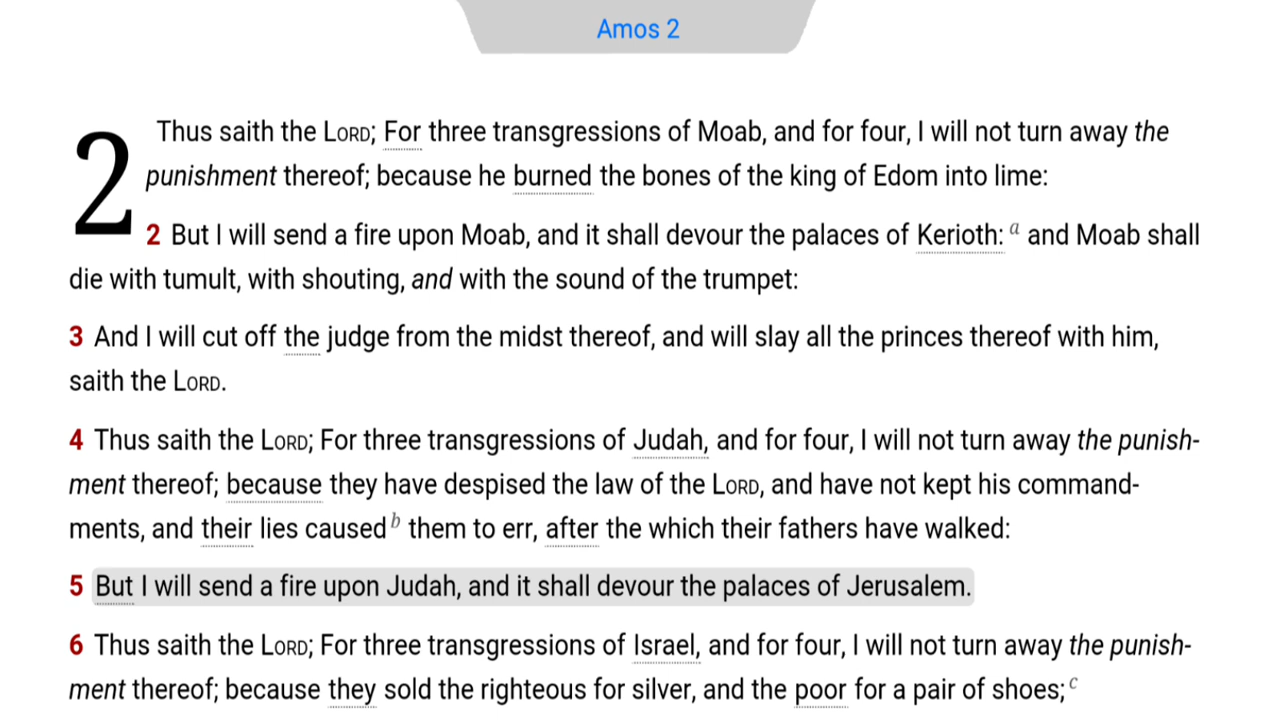 Amos 2
2 Thus saith the LORD; For three transgressions of Moab, and for four, I will not turn away the
punishment thereof; because he burned the bones of the king of Edom into lime:
2 But I will send a fire upon Moab, and it shall devour the palaces of Kerioth: a and Moab shall
die with tumult, with shouting, and with the sound of the trumpet:
3 And I will cut off the judge from the midst thereof, and will slay all the princes thereof with him,
saith the LORD.
4 Thus saith the LORD; For three transgressions of Judah, and for four, I will not turn away the punish-
ment thereof; because they have despised the law of the LORD, and have not kept his command-
ments, and their lies caused b them to err, after the which their fathers have walked:
5 But I will send a fire upon Judah, and it shall devour the palaces of Jerusalem.
6 Thus saith the LORD; For three transgressions of Israel, and for four, I will not turn away the punish-
ment thereof; because they sold the righteous for silver, and the poor for a pair of shoes; c